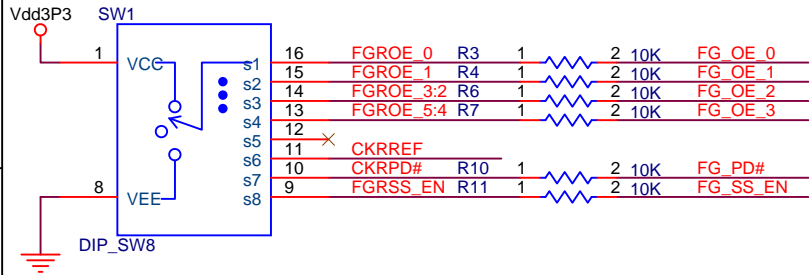 Vdd3P3 SW1
1 VCC s1 16 FGROE_0 R3 1 2 10K FG_OE_0
s2 15 FGROE_1 R4 1 2 10K FG_OE_1
s3 14 FGROE_3:2 R6 1 2 10K FG_OE_2
s4 13 FGROE_5:4 R7 1 2 10K FG_OE_3
s5 12
s6 11 CKRREF
s7 10 CKRPD# R10 1 2 10K FG_PD#
8 VEE s8 9 FGRSS_EN R11 1 2 10K FG_SS_EN
DIP_SW8